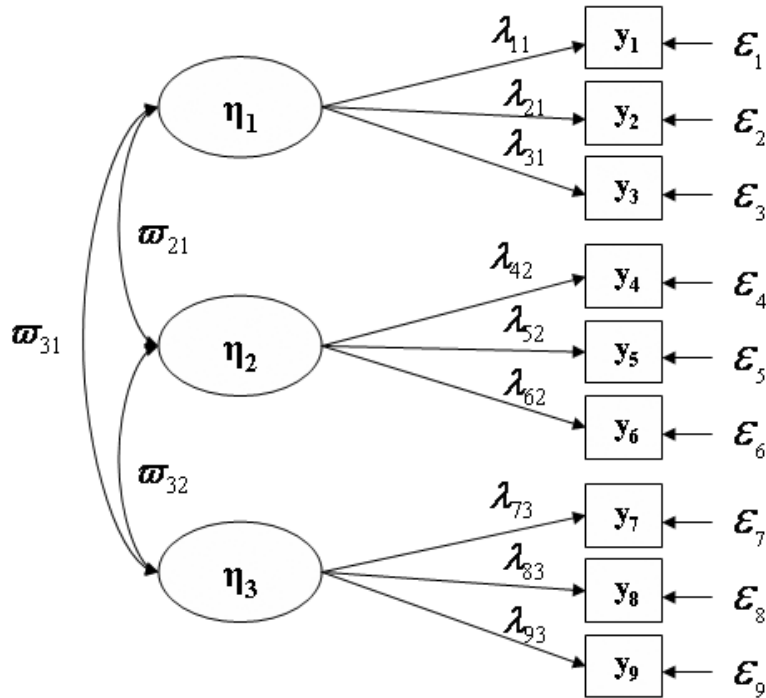 λ₁₁ y₁ ε₁
η₁ λ₂₁ y₂ ε₂
λ₃₁ y₃ ε₃
ϖ₂₁
λ₄₂ y₄ ε₄
ϖ₃₁ η₂ λ₅₂ y₅ ε₅
λ₆₂ y₆ ε₆
ϖ₃₂
λ₇₃ y₇ ε₇
η₃ λ₈₃ y₈ ε₈
λ₉₃ y₉ ε₉